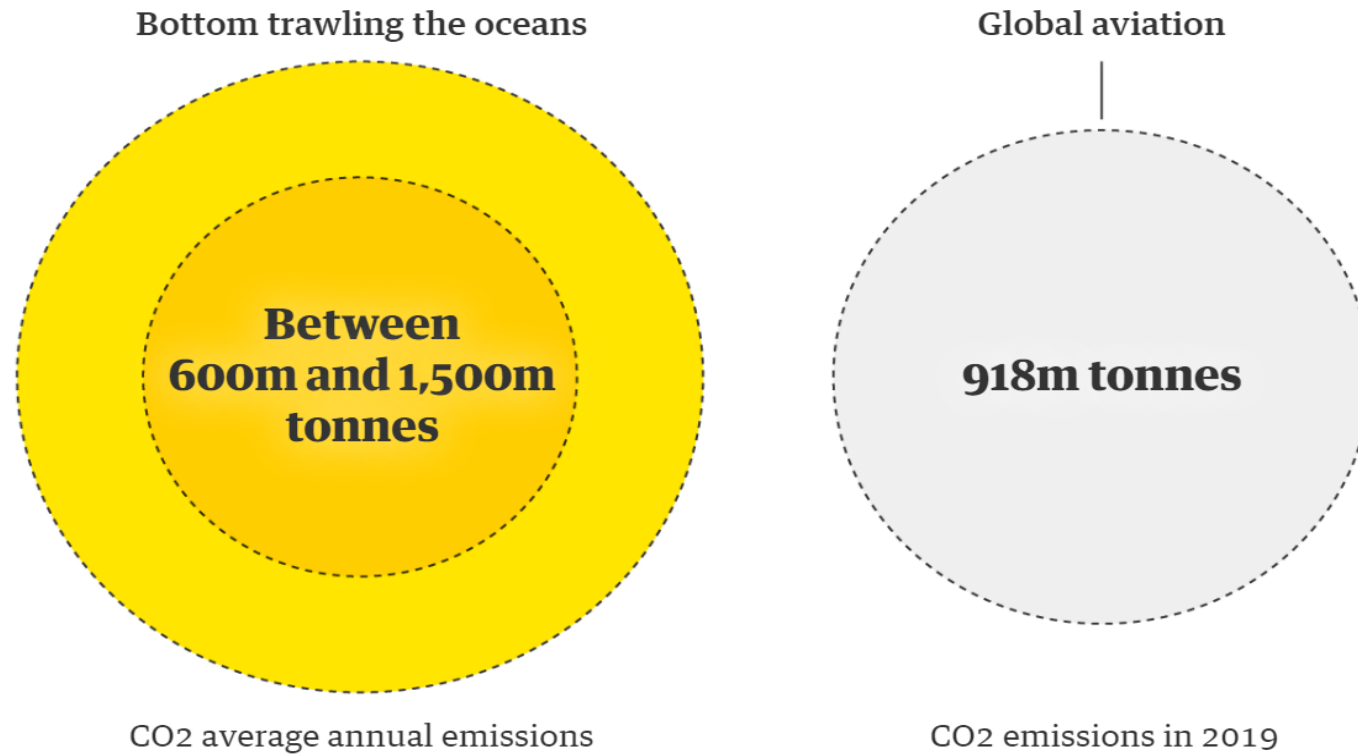 Bottom trawling the oceans
Between
600m and 1,500m
tonnes
CO2 average annual emissions
Global aviation
918m tonnes
CO2 emissions in 2019